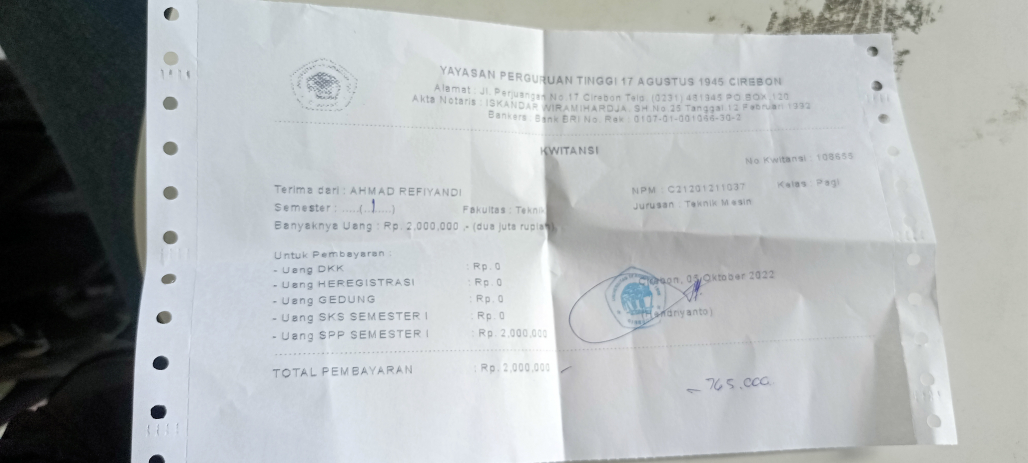 YAYASAN PERGURUAN TINGGI 17 AGUSTUS 1945 CIREBON
Alamat : Jl. Perjuangan No.17 Cirebon Telp. (0231) 481945 PO BOX 128
Akta Notaris : ISKANDAR WIRAMIHARDJA, SH No.25 Tanggal 12 Februari 1992
Bankers : Bank BRI No. Rek : 0107-01-001066-30-2
KWITANSI
No Kwitansi : 108659
Terima dari : AHMAD REFIYANDI NPM : C21201211037 Kelas : Pagi
Semester : .....(..1.....) Fakultas : Teknik Jurusan : Teknik Mesin
Banyaknya Uang : Rp. 2,000,000 ,- (dua juta rupiah)
Untuk Pembayaran :
- Uang DKK : Rp. 0
- Uang HEREGISTRASI : Rp. 0
- Uang GEDUNG : Rp. 0
- Uang SKS SEMESTER I : Rp. 0
- Uang SPP SEMESTER I : Rp. 2,000,000
Cirebon, Oktober 2022
TOTAL PEMBAYARAN : Rp. 2,000,000
- 765.000